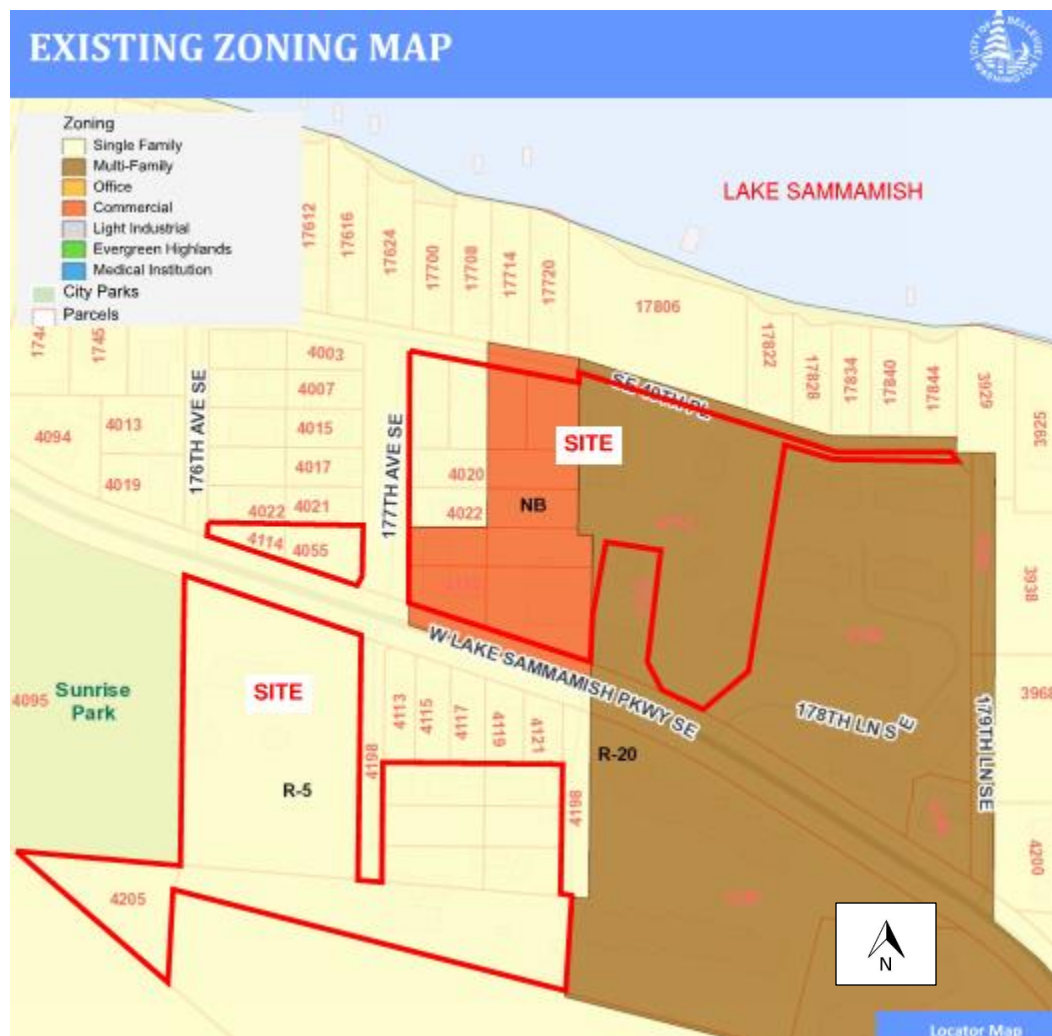 EXISTING ZONING MAP
CITY OF BELLEVUE
WASHINGTON
Zoning
Single Family
Multi-Family
Office
Commercial
Light Industrial
Evergreen Highlands
Medical Institution
City Parks
Parcels
LAKE SAMMAMISH
17612
17616
17624
17700
17708
17714
17720
17806
17822
17828
17834
17840
17844
3929
3925
1745
4003
4007
4015
4017
4021
4022
4013
4094
4019
176TH AVE SE
177TH AVE SE
4114
4055
4020
4022
SITE
NB
SE 40TH PL
W LAKE SAMMAMISH PKWY SE
178TH LN SE
179TH LN SE
3938
3968
4200
4095
Sunrise
Park
SITE
R-5
4198
4113
4115
4117
4119
4121
4198
R-20
4205
N
Locator Map